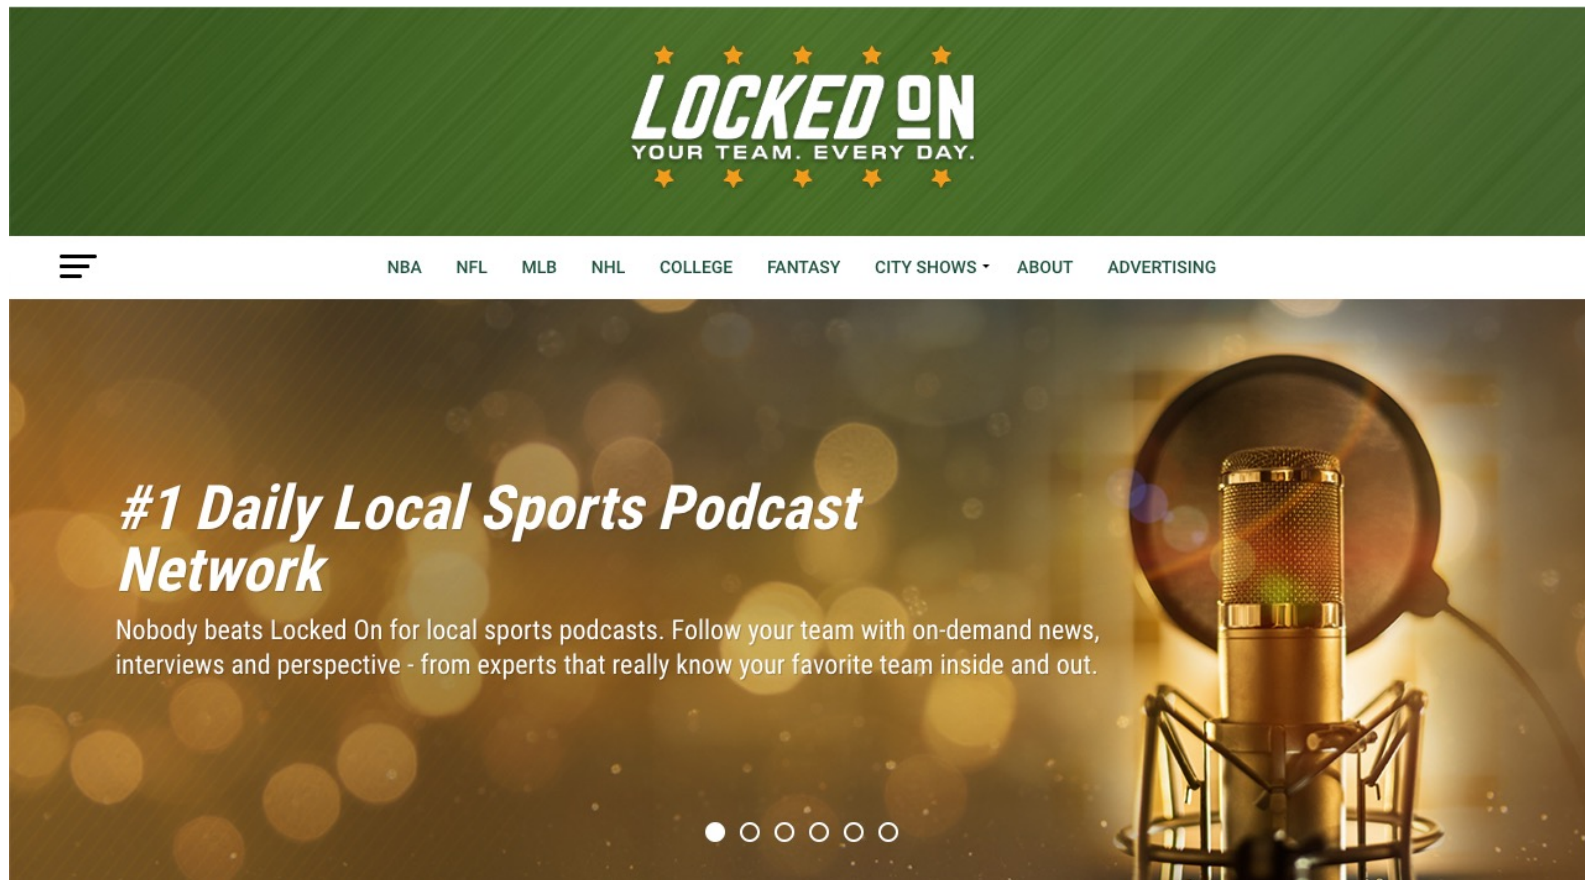 LOCKED ON
YOUR TEAM. EVERY DAY.
NBA NFL MLB NHL COLLEGE FANTASY CITY SHOWS ABOUT ADVERTISING
#1 Daily Local Sports Podcast
Network
Nobody beats Locked On for local sports podcasts. Follow your team with on-demand news,
interviews and perspective - from experts that really know your favorite team inside and out.